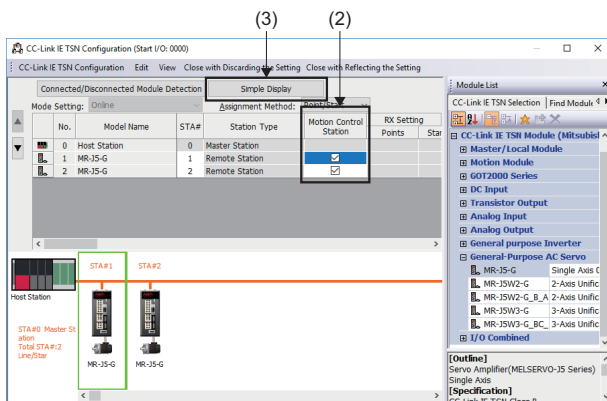 (3) (2)
CC-Link IE TSN Configuration (Start I/O: 0000)
CC-Link IE TSN Configuration Edit View Close with Discarding the Setting Close with Reflecting the Setting
Connected/Disconnected Module Detection Simple Display
Mode Setting: Online Assignment Method: Point/Start
No. Model Name STA# Station Type Motion Control Station RX Setting
Points Star
0 Host Station 0 Master Station
1 MR-J5-G 1 Remote Station
2 MR-J5-G 2 Remote Station
STA#1 STA#2
Host Station
STA#0 Master St
ation
Total STA#:2
Line/Star
MR-J5-G MR-J5-G
Module List
CC-Link IE TSN Selection Find Module
CC-Link IE TSN Module (Mitsubish
Master/Local Module
Motion Module
GOT2000 Series
DC Input
Transistor Output
Analog Input
Analog Output
General purpose Inverter
General-Purpose AC Servo
MR-J5-G Single Axis
MR-J5W2-G 2-Axis Unific
MR-J5W2-G_B_A 2-Axis Unific
MR-J5W3-G 3-Axis Unific
MR-J5W3-G_BC_ 3-Axis Unific
I/O Combined
[Outline]
Servo Amplifier(MELSERVO-J5 Series)
Single Axis
[Specification]